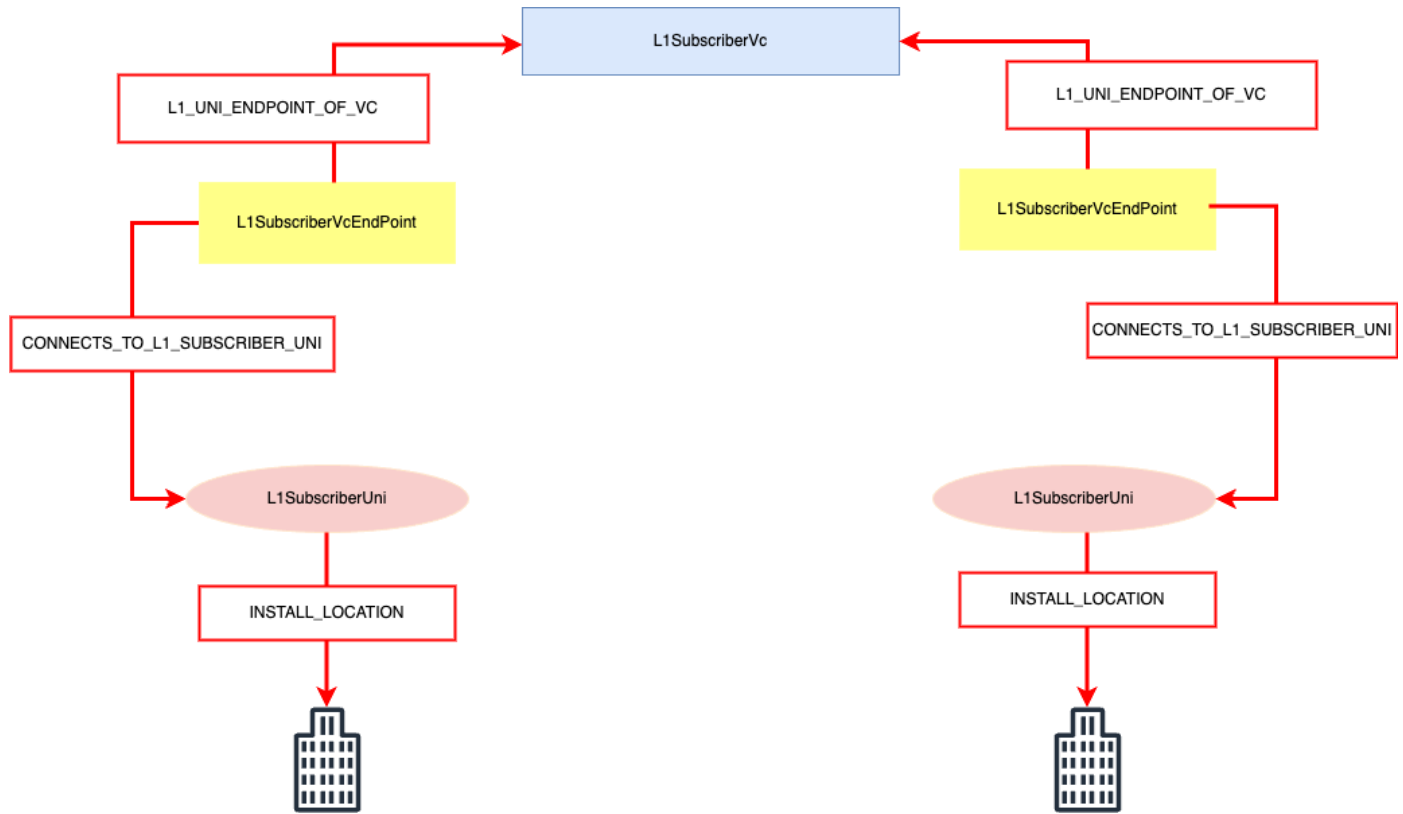 L1SubscriberVc
L1_UNI_ENDPOINT_OF_VC
L1_UNI_ENDPOINT_OF_VC
L1SubscriberVcEndPoint
L1SubscriberVcEndPoint
CONNECTS_TO_L1_SUBSCRIBER_UNI
CONNECTS_TO_L1_SUBSCRIBER_UNI
L1SubscriberUni
L1SubscriberUni
INSTALL_LOCATION
INSTALL_LOCATION